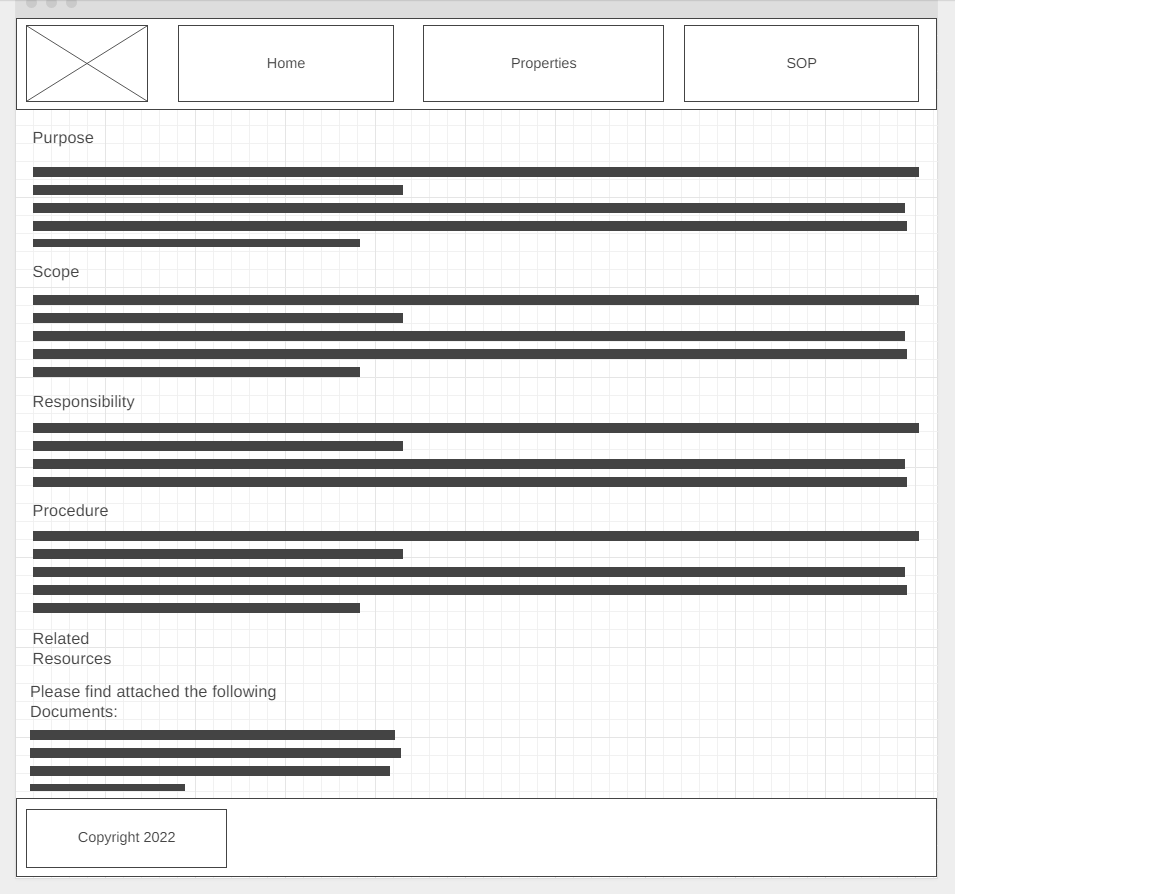 Home
Properties
SOP
Purpose
Scope
Responsibility
Procedure
Related
Resources
Please find attached the following
Documents:
Copyright 2022